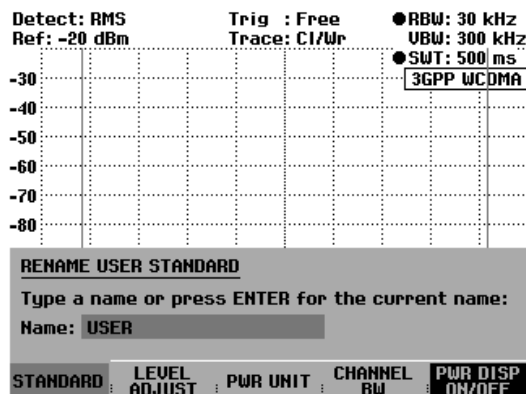 Detect: RMS Trig : Free ●RBW: 30 kHz
Ref: -20 dBm Trace: Cl/Wr VBW: 300 kHz
●SWT: 500 ms
3GPP WCDMA
-30
-40
-50
-60
-70
-80
RENAME USER STANDARD
Type a name or press ENTER for the current name:
Name: USER
STANDARD LEVEL ADJUST PWR UNIT CHANNEL BW PWR DISP ON/OFF